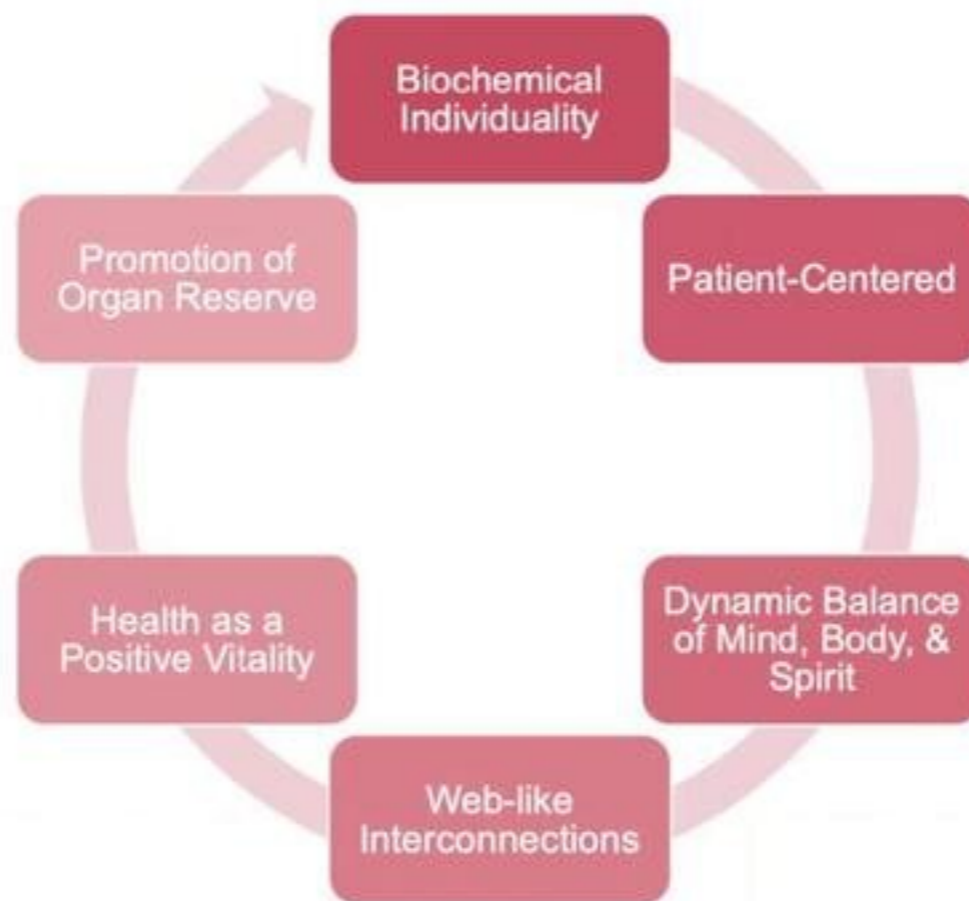 Biochemical
Individuality
Patient-Centered
Dynamic Balance
of Mind, Body, &
Spirit
Web-like
Interconnections
Health as a
Positive Vitality
Promotion of
Organ Reserve